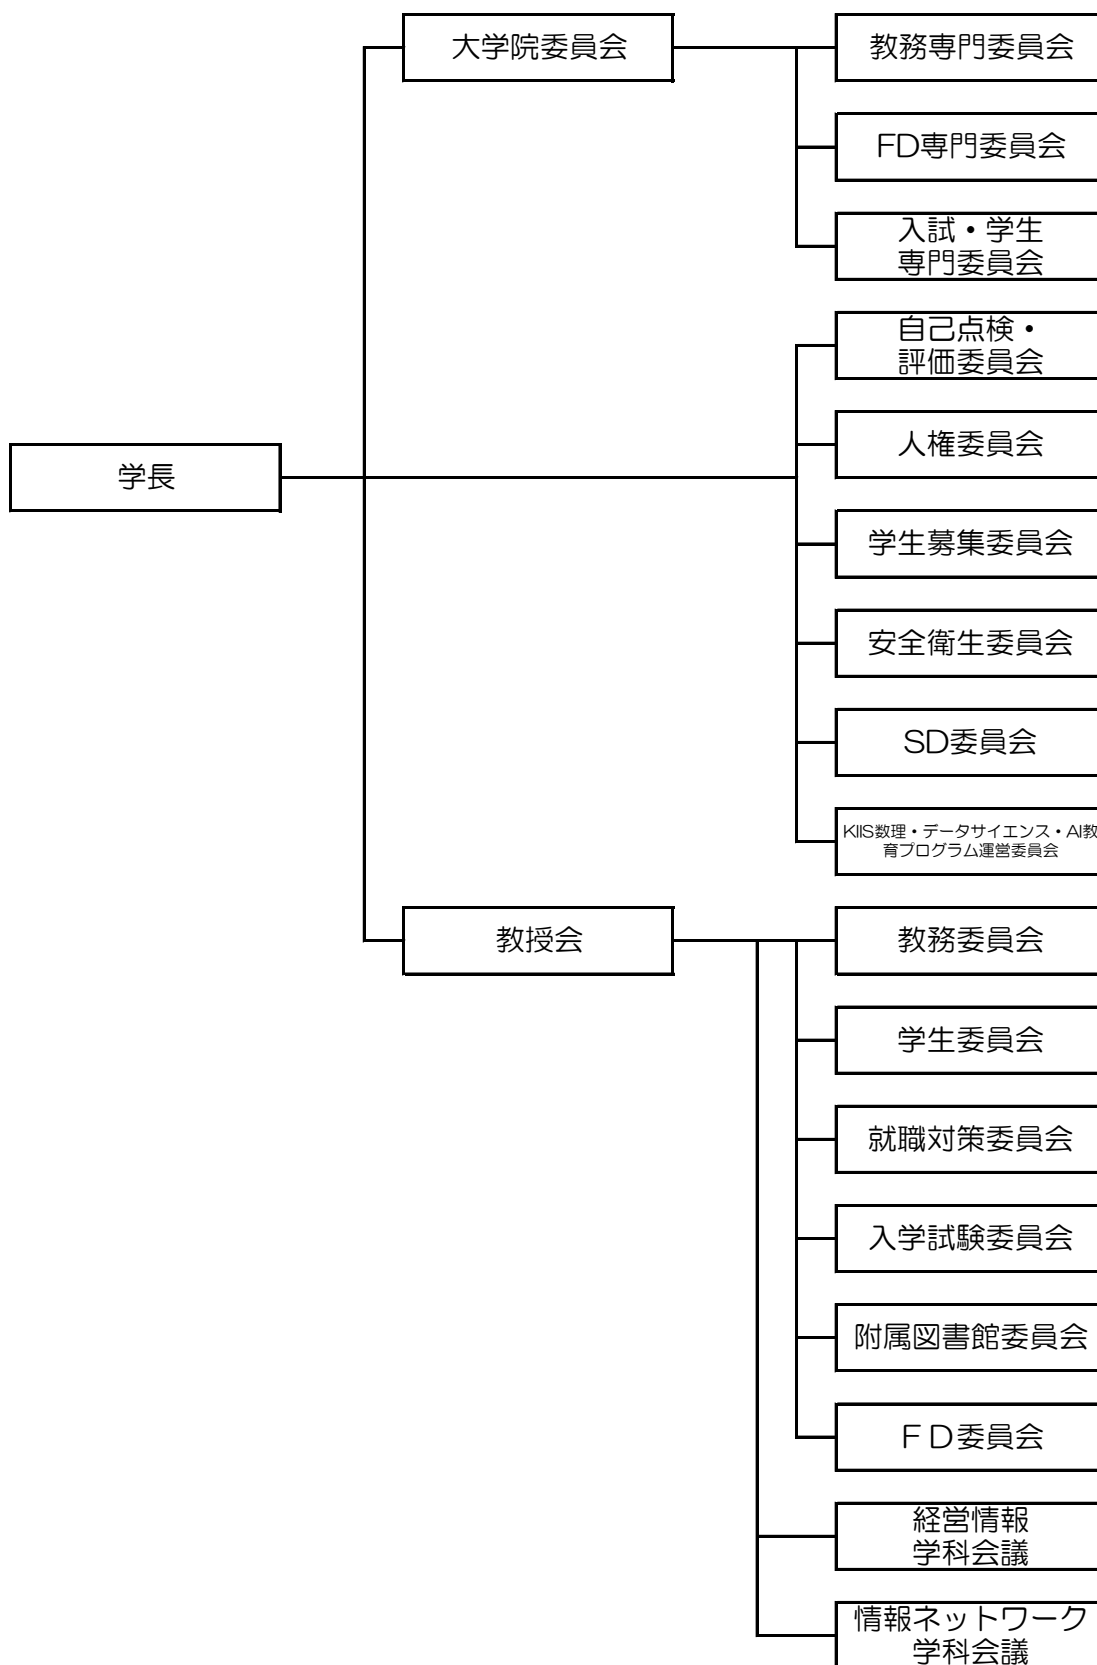 大学院委員会
教務専門委員会
FD専門委員会
入試・学生
専門委員会
自己点検・
評価委員会
人権委員会
学長
学生募集委員会
安全衛生委員会
SD委員会
KIIS数理・データサイエンス・AI教
育プログラム運営委員会
教授会
教務委員会
学生委員会
就職対策委員会
入学試験委員会
附属図書館委員会
ＦＤ委員会
経営情報
学科会議
情報ネットワーク
学科会議